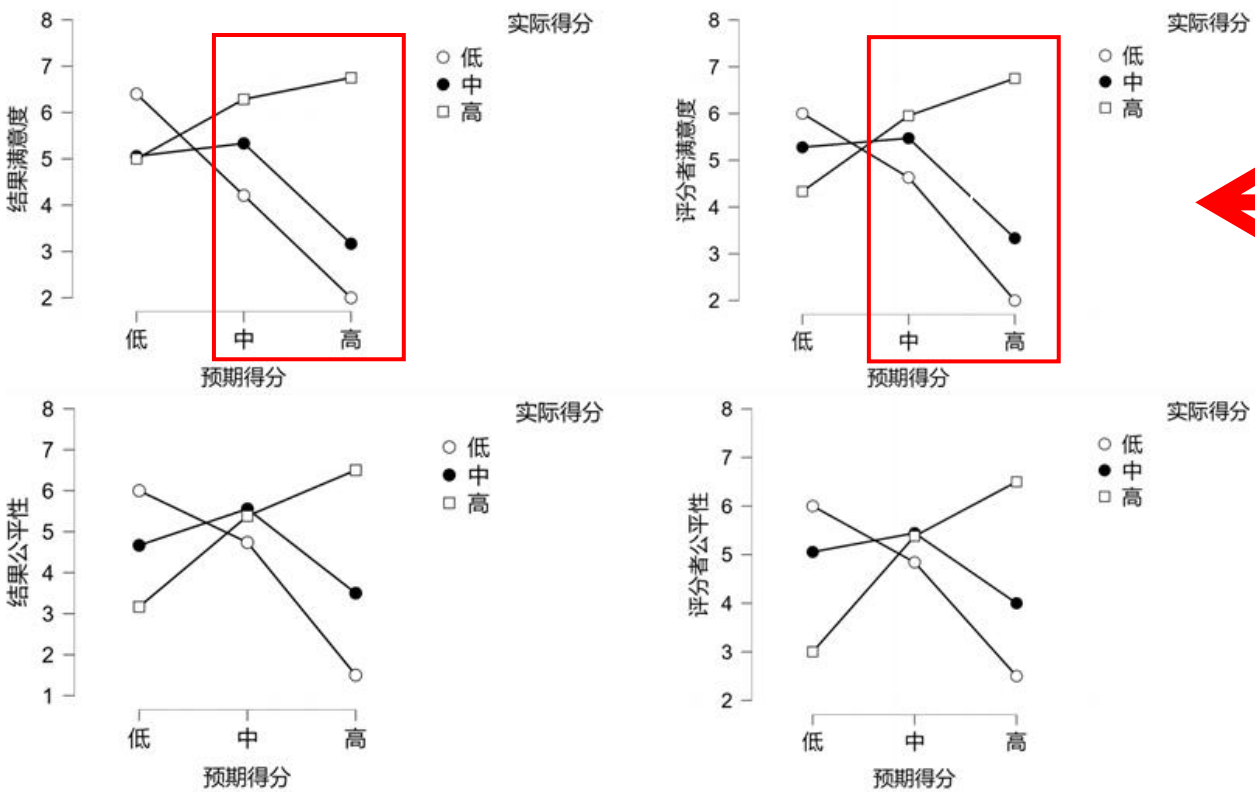 实际得分
低
中
高
8
7
6
5
4
3
2
结果满意度
低 中 高
预期得分
实际得分
低
中
高
8
7
6
5
4
3
2
评分者满意度
低 中 高
预期得分
实际得分
低
中
高
8
7
6
5
4
3
2
1
结果公平性
低 中 高
预期得分
实际得分
低
中
高
8
7
6
5
4
3
2
评分者公平性
低 中 高
预期得分